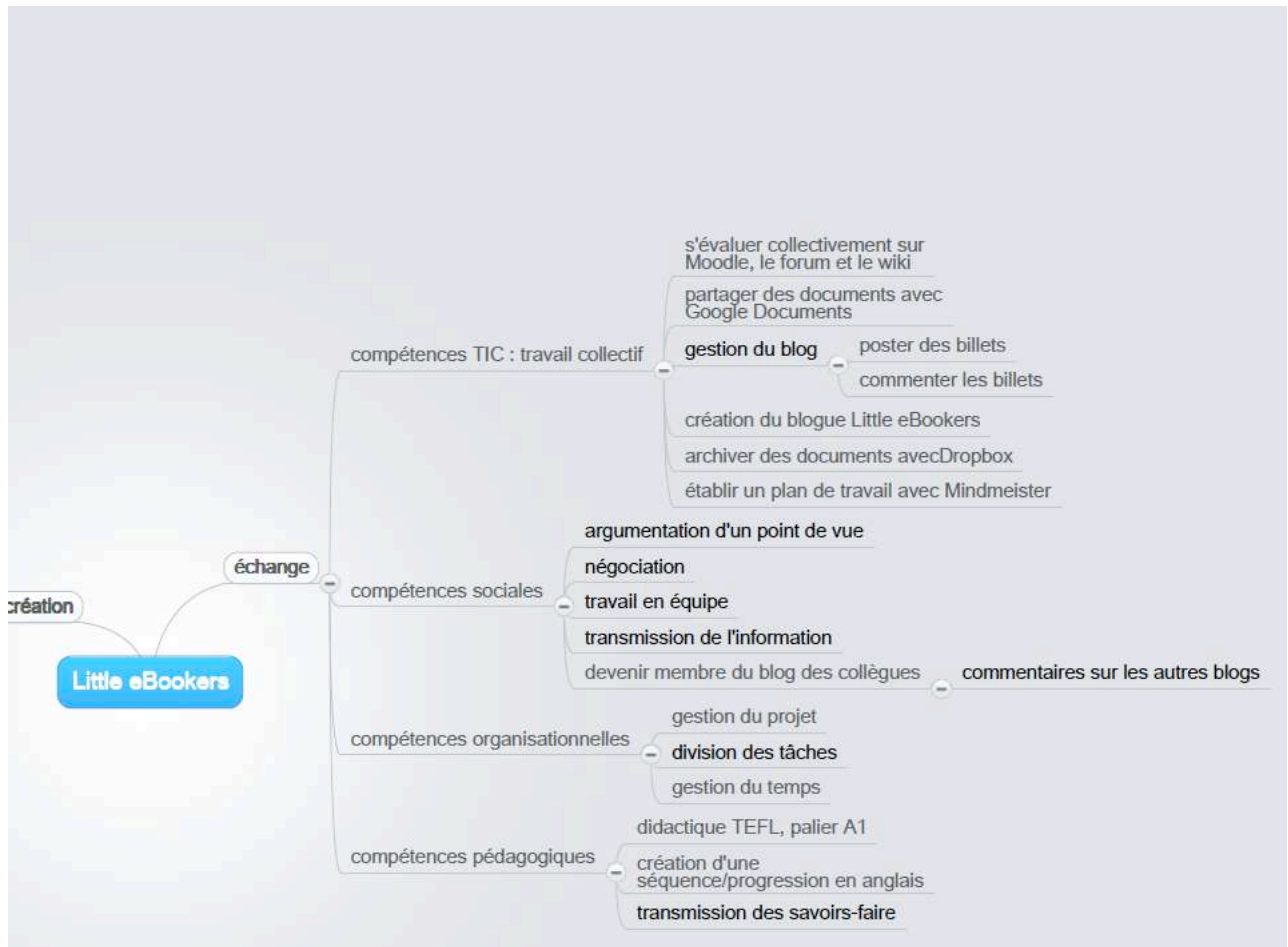 s'évaluer collectivement sur
Moodle, le forum et le wiki
partager des documents avec
Google Documents
compétences TIC : travail collectif
gestion du blog
poster des billets
commenter les billets
création du blogue Little eBookers
archiver des documents avecDropbox
établir un plan de travail avec Mindmeister
argumentation d'un point de vue
négociation
échange
compétences sociales
travail en équipe
création
transmission de l'information
Little eBookers
devenir membre du blog des collègues
commentaires sur les autres blogs
gestion du projet
compétences organisationnelles
division des tâches
gestion du temps
didactique TEFL, palier A1
compétences pédagogiques
création d'une
séquence/progression en anglais
transmission des savoirs-faire